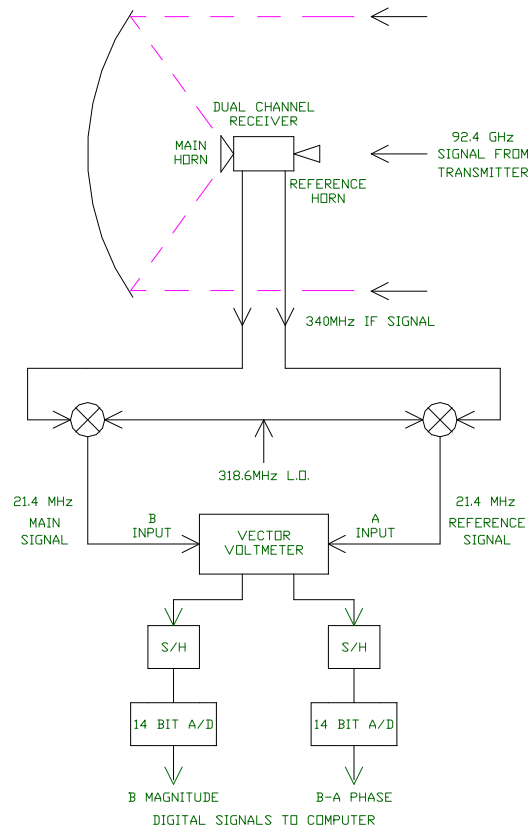 DUAL CHANNEL
RECEIVER
MAIN
HORN
REFERENCE
HORN
92.4 GHz
SIGNAL FROM
TRANSMITTER
340MHz IF SIGNAL
318.6MHz L.O.
21.4 MHz
MAIN
SIGNAL
B
INPUT
VECTOR
VOLTMETER
A
INPUT
21.4 MHz
REFERENCE
SIGNAL
S/H
S/H
14 BIT A/D
14 BIT A/D
B MAGNITUDE
B-A PHASE
DIGITAL SIGNALS TO COMPUTER